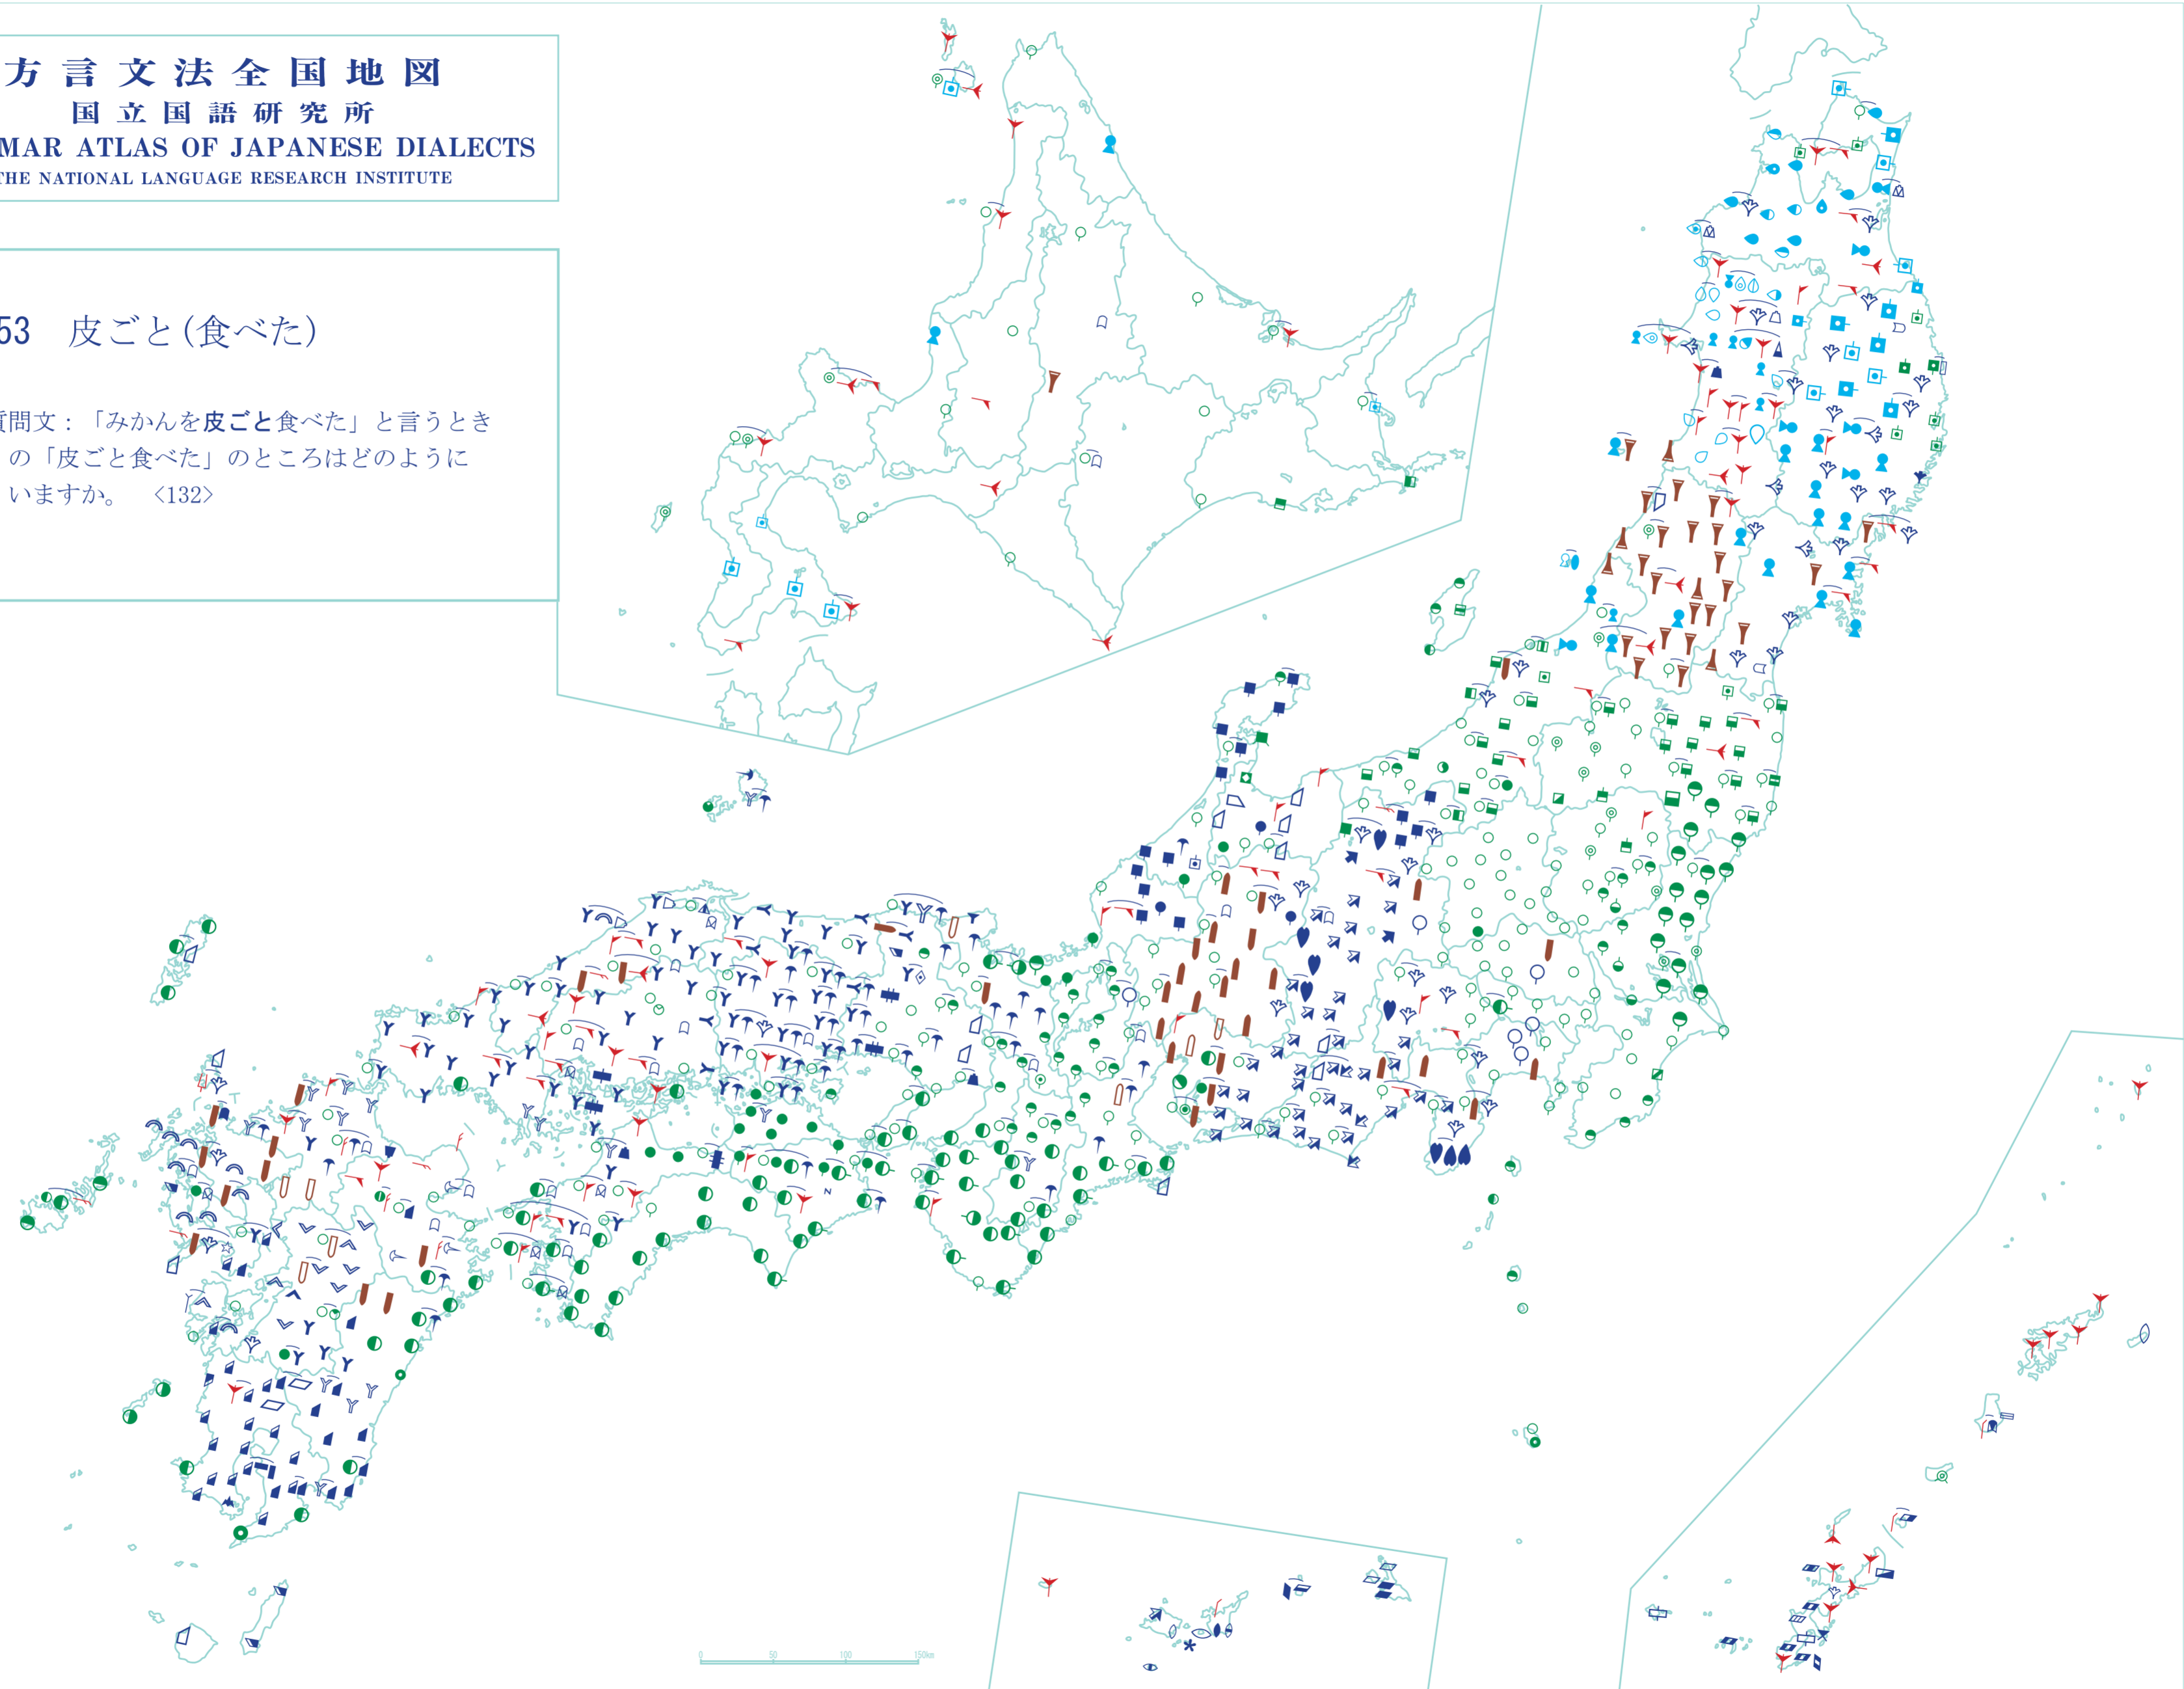 方言文法全国地図
国立国語研究所
MAR ATLAS OF JAPANESE DIALECTS
THE NATIONAL LANGUAGE RESEARCH INSTITUTE
53 皮ごと(食べた)
質問文：「みかんを皮ごと食べた」と言うとき
の「皮ごと食べた」のところはどのように
いますか。 〈132〉
0 50 100 150km